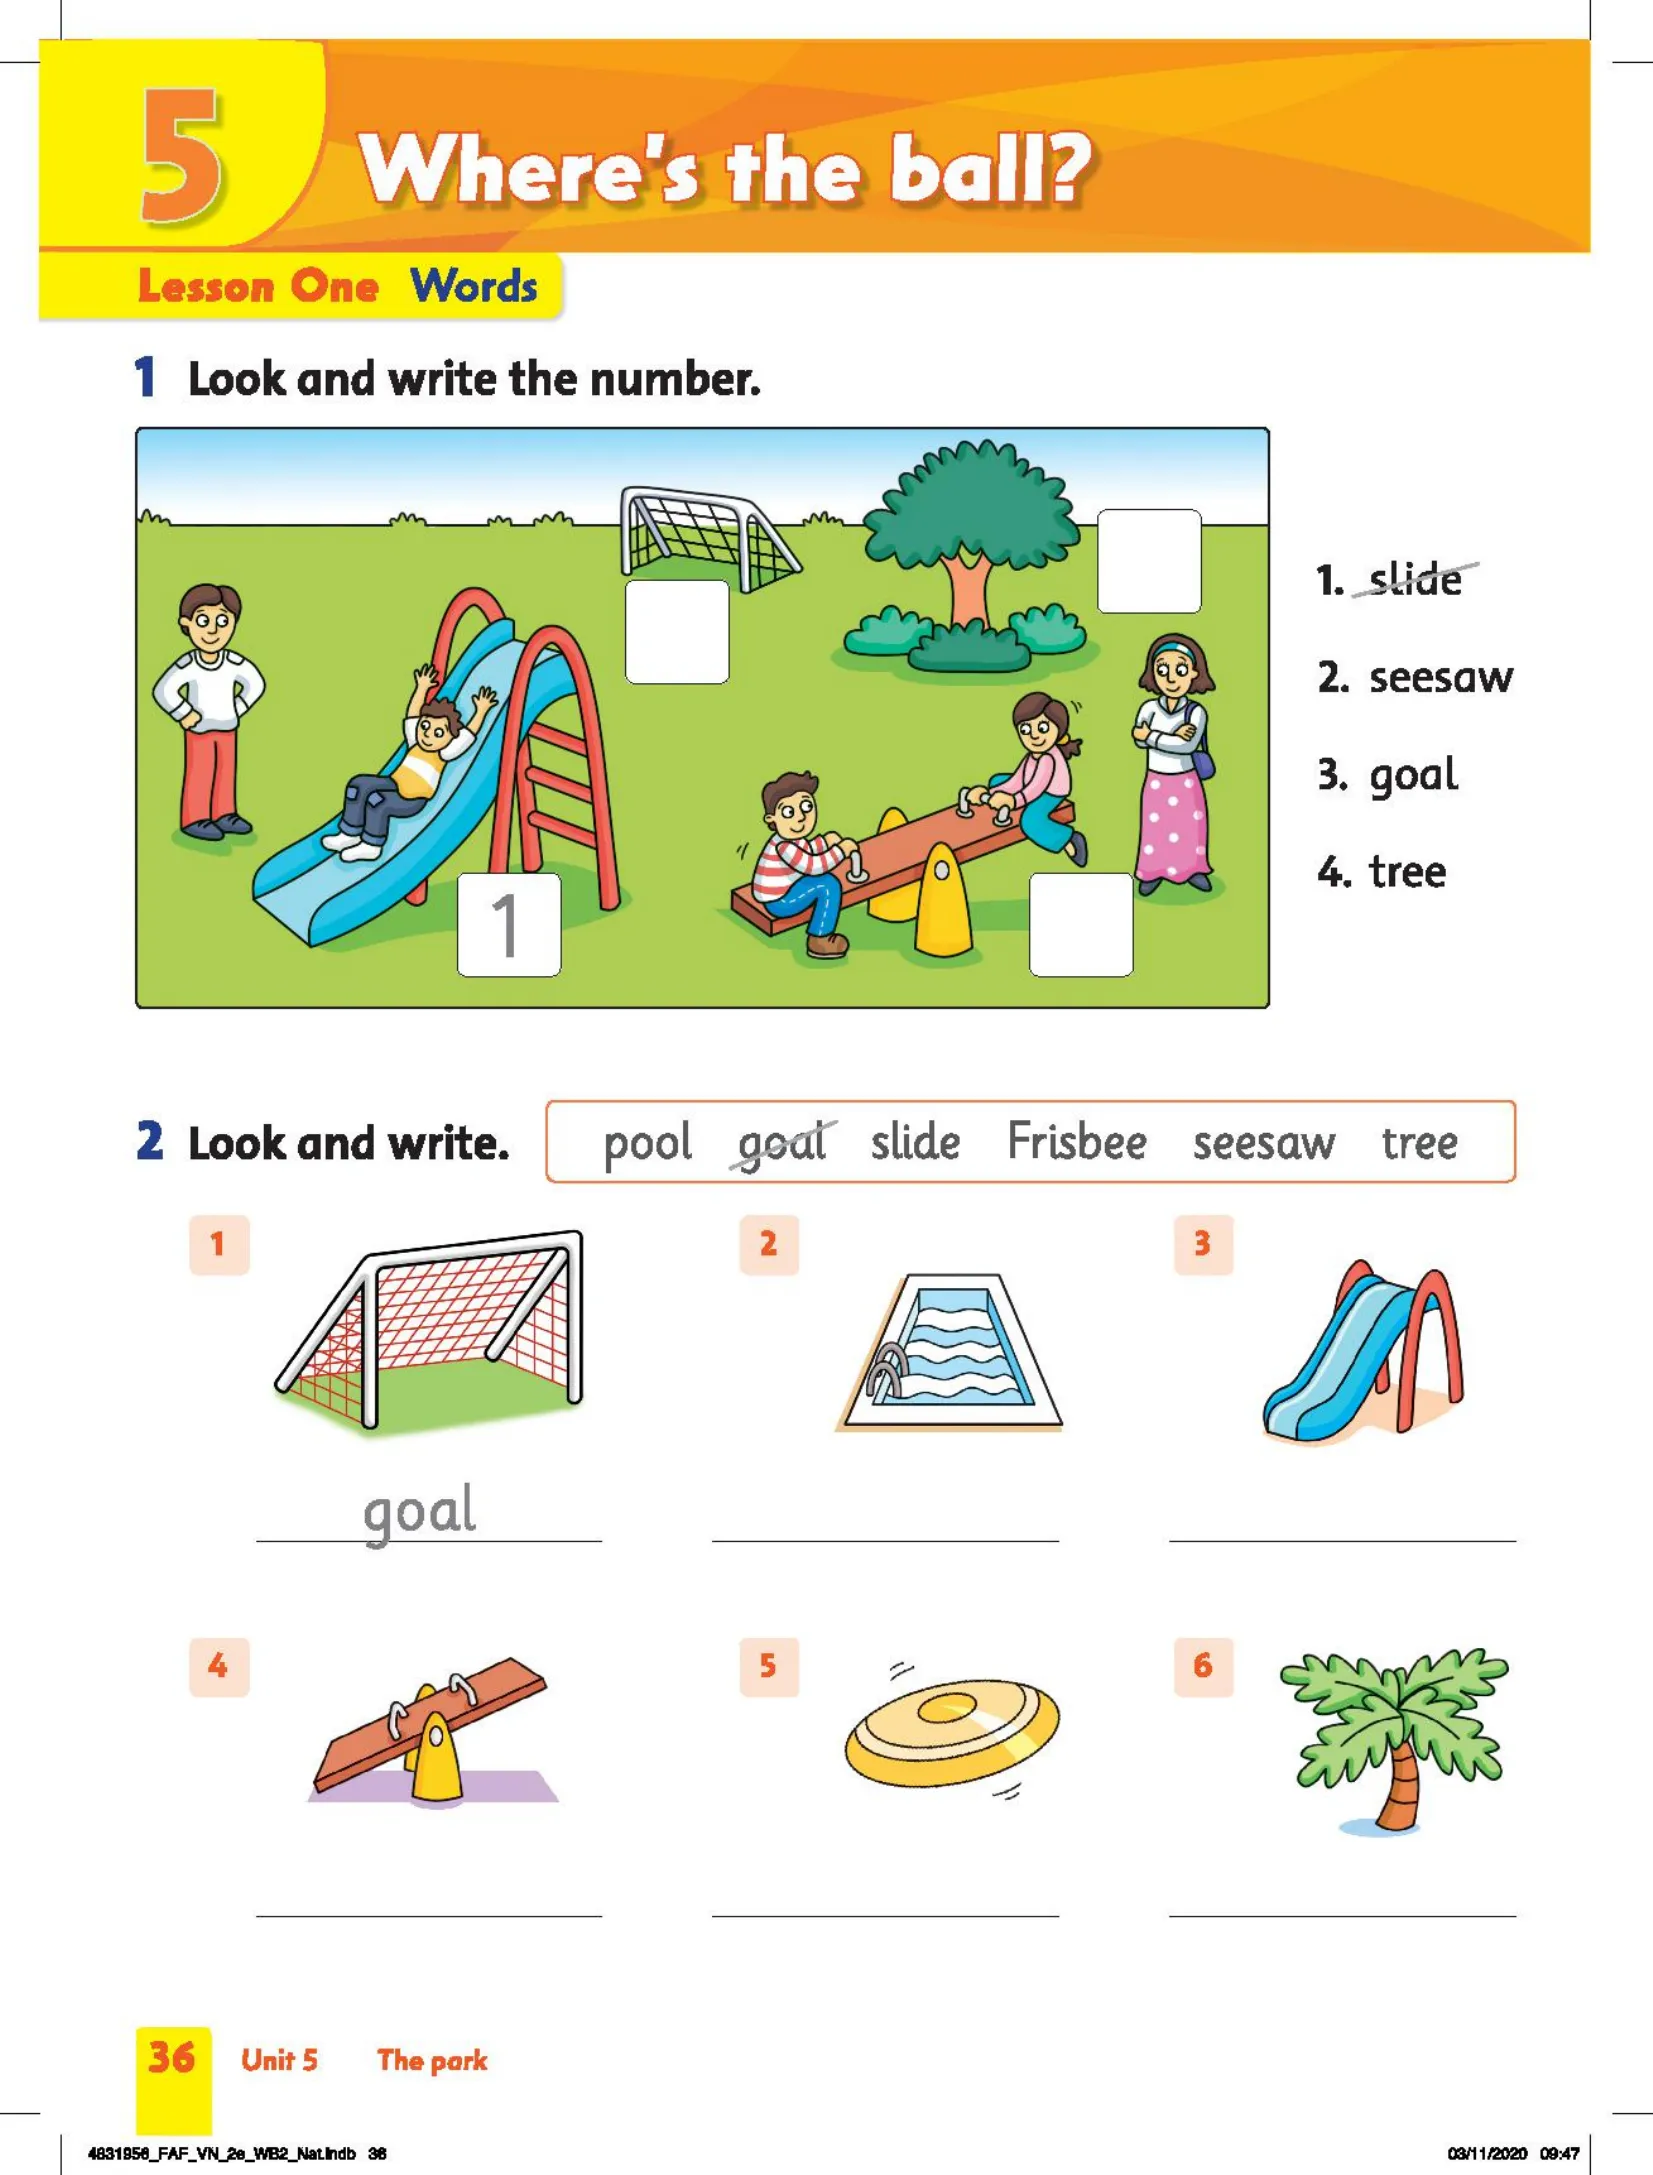 5
Where's the ball?
Lesson One Words
1 Look and write the number.
1. slide
2. seesaw
3. goal
4. tree
1
2 Look and write.
pool goal slide Frisbee seesaw tree
1
2
3
goal
4
5
6
36 Unit 5 The park
4831956_FAF_VN_2e_WB2_Nat.indb 36
03/11/2020 09:47